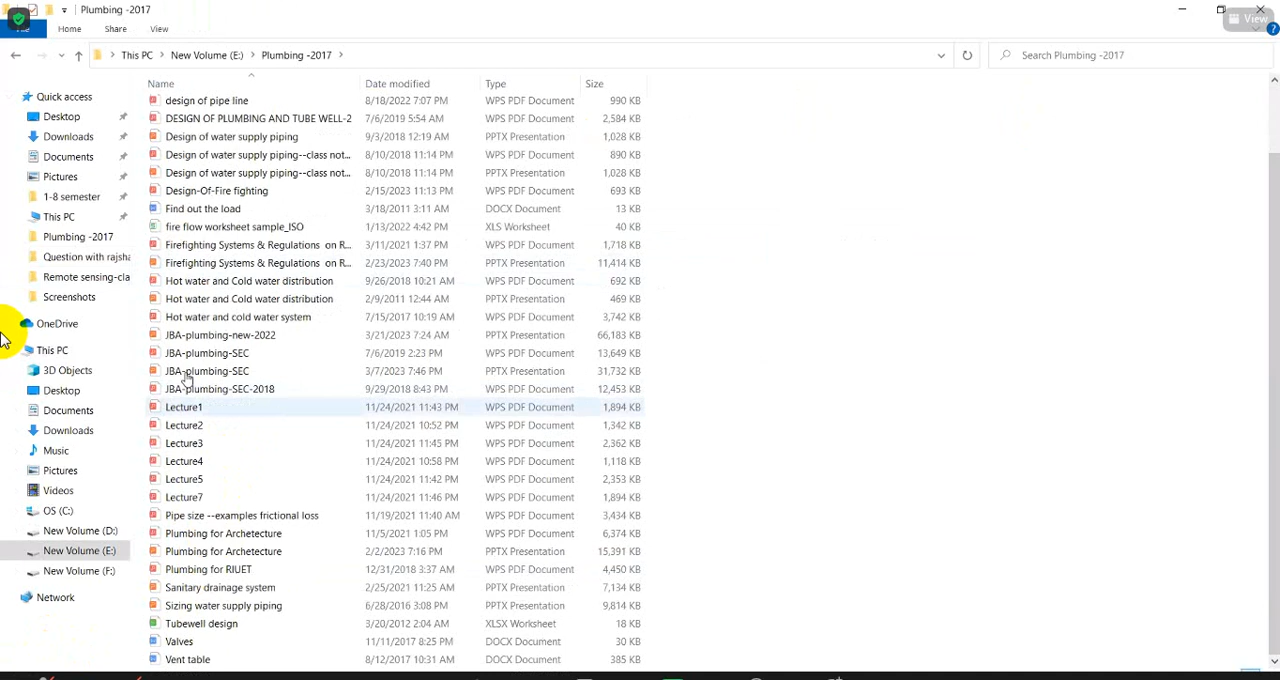 Plumbing -2017
View
File Home Share View
This PC New Volume (E:) Plumbing -2017
Search Plumbing -2017
Quick access
Desktop
Downloads
Documents
Pictures
1-8 semester
This PC
Plumbing -2017
Question with rajsha
Remote sensing-cla
Screenshots
OneDrive
This PC
3D Objects
Desktop
Documents
Downloads
Music
Pictures
Videos
OS (C:)
New Volume (D:)
New Volume (E:)
New Volume (F:)
Network
Name Date modified Type Size
design of pipe line 8/18/2022 7:07 PM WPS PDF Document 990 KB
DESIGN OF PLUMBING AND TUBE WELL-2 7/6/2019 5:54 AM WPS PDF Document 2,584 KB
Design of water supply piping 9/3/2018 12:19 AM PPTX Presentation 1,028 KB
Design of water supply piping--class not... 8/10/2018 11:14 PM WPS PDF Document 890 KB
Design of water supply piping--class not... 8/10/2018 11:14 PM PPTX Presentation 1,028 KB
Design-Of-Fire fighting 2/15/2023 11:13 PM WPS PDF Document 693 KB
Find out the load 3/18/2011 3:11 AM DOCX Document 13 KB
fire flow worksheet sample_ISO 1/13/2022 4:42 PM XLS Worksheet 40 KB
Firefighting Systems & Regulations on R... 3/11/2021 1:37 PM WPS PDF Document 1,718 KB
Firefighting Systems & Regulations on R... 2/23/2023 7:40 PM PPTX Presentation 11,414 KB
Hot water and Cold water distribution 9/26/2018 10:21 AM WPS PDF Document 692 KB
Hot water and Cold water distribution 2/9/2011 12:44 AM PPTX Presentation 469 KB
Hot water and cold water system 7/15/2017 10:19 AM WPS PDF Document 3,742 KB
JBA-plumbing-new-2022 3/21/2023 7:24 AM PPTX Presentation 66,183 KB
JBA-plumbing-SEC 7/6/2019 2:23 PM WPS PDF Document 13,649 KB
JBA-plumbing-SEC 3/7/2023 7:46 PM PPTX Presentation 31,732 KB
JBA-plumbing-SEC-2018 9/29/2018 8:43 PM WPS PDF Document 12,453 KB
Lecture1 11/24/2021 11:43 PM WPS PDF Document 1,894 KB
Lecture2 11/24/2021 10:52 PM WPS PDF Document 1,342 KB
Lecture3 11/24/2021 11:45 PM WPS PDF Document 2,362 KB
Lecture4 11/24/2021 10:58 PM WPS PDF Document 1,118 KB
Lecture5 11/24/2021 11:42 PM WPS PDF Document 2,353 KB
Lecture7 11/24/2021 11:46 PM WPS PDF Document 1,894 KB
Pipe size --examples frictional loss 11/19/2021 11:40 AM WPS PDF Document 3,434 KB
Plumbing for Archetecture 11/5/2021 1:05 PM WPS PDF Document 6,374 KB
Plumbing for Archetecture 2/2/2023 7:16 PM PPTX Presentation 15,391 KB
Plumbing for RIUET 12/31/2018 3:37 AM WPS PDF Document 4,450 KB
Sanitary drainage system 2/25/2021 11:25 AM PPTX Presentation 7,134 KB
Sizing water supply piping 6/28/2016 3:08 PM PPTX Presentation 9,814 KB
Tubewell design 3/20/2012 2:04 AM XLSX Worksheet 18 KB
Valves 11/11/2017 8:25 PM DOCX Document 30 KB
Vent table 8/12/2017 10:31 AM DOCX Document 385 KB